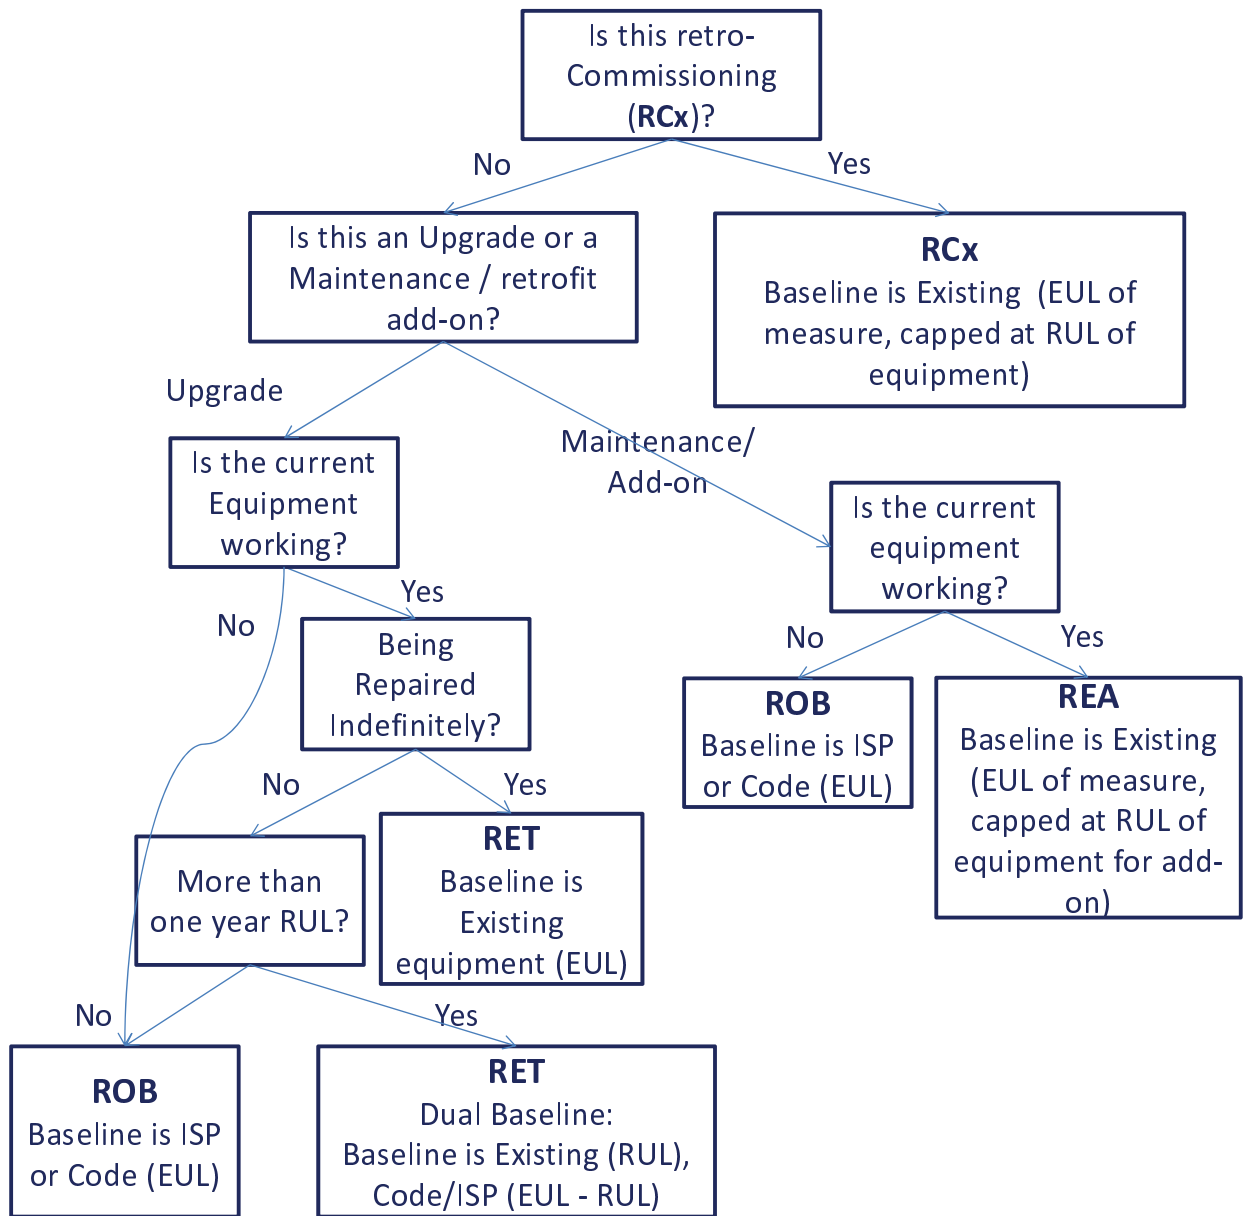 Is this retro-
Commissioning
(RCx)?
No
Yes
Is this an Upgrade or a
Maintenance / retrofit
add-on?
RCx
Baseline is Existing (EUL of
measure, capped at RUL of
equipment)
Upgrade
Maintenance/
Add-on
Is the current
Equipment
working?
Is the current
equipment
working?
No
Yes
No
Yes
Being
Repaired
Indefinitely?
ROB
Baseline is ISP
or Code (EUL)
REA
Baseline is Existing
(EUL of measure,
capped at RUL of
equipment for add-
on)
No
Yes
More than
one year RUL?
RET
Baseline is
Existing
equipment (EUL)
No
Yes
ROB
Baseline is ISP
or Code (EUL)
RET
Dual Baseline:
Baseline is Existing (RUL),
Code/ISP (EUL - RUL)